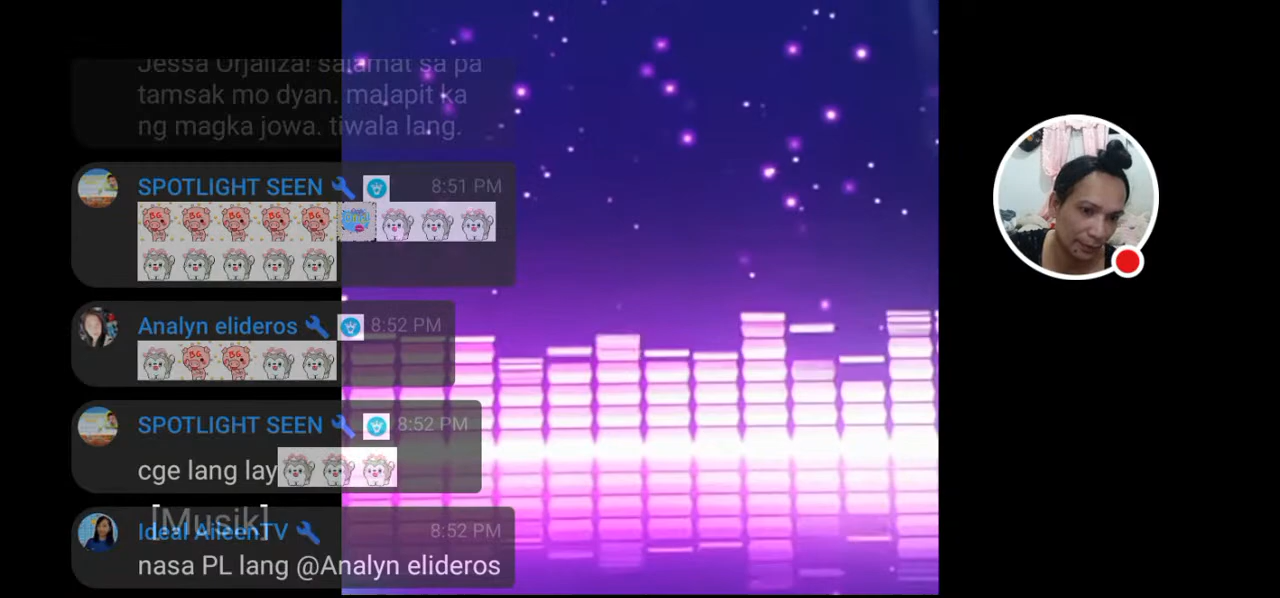 Jessa Orjaliza! salamat sa pa
tamsak mo dyan. malapit ka
ng magka jowa. tiwala lang.
SPOTLIGHT SEEN 8:51 PM
Analyn elideros 8:52 PM
SPOTLIGHT SEEN 8:52 PM
cge lang lay
[Musik]
Ideal AileenTV 8:52 PM
nasa PL lang @Analyn elideros